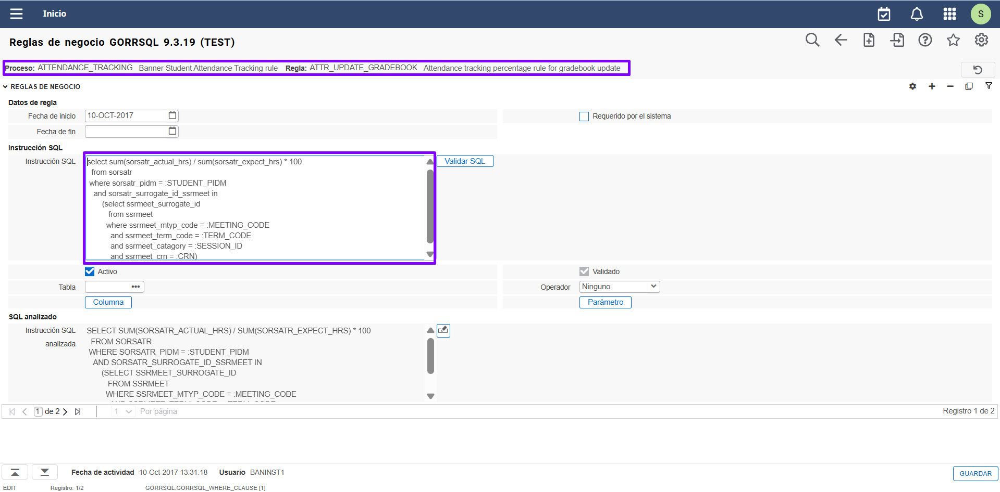 Inicio
S
Reglas de negocio GORRSQL 9.3.19 (TEST)
Proceso: ATTENDANCE_TRACKING Banner Student Attendance Tracking rule Regla: ATTR_UPDATE_GRADEBOOK Attendance tracking percentage rule for gradebook update
REGLAS DE NEGOCIO
Datos de regla
Fecha de inicio 10-OCT-2017 Requerido por el sistema
Fecha de fin
Instrucción SQL
Instrucción SQL select sum(sorsatr_actual_hrs) / sum(sorsatr_expect_hrs) * 100 Validar SQL
from sorsatr
where sorsatr_pidm = :STUDENT_PIDM
and sorsatr_surrogate_id_ssrmeet in
(select ssrmeet_surrogate_id
from ssrmeet
where ssrmeet_mtyp_code = :MEETING_CODE
and ssrmeet_term_code = :TERM_CODE
and ssrmeet_catagory = :SESSION_ID
and ssrmeet_crn = :CRN)
Activo Validado
Tabla Operador Ninguno
Columna Parámetro
SQL analizado
Instrucción SQL analizada SELECT SUM(SORSATR_ACTUAL_HRS) / SUM(SORSATR_EXPECT_HRS) * 100
FROM SORSATR
WHERE SORSATR_PIDM = :STUDENT_PIDM
AND SORSATR_SURROGATE_ID_SSRMEET IN
(SELECT SSRMEET_SURROGATE_ID
FROM SSRMEET
WHERE SSRMEET_MTYP_CODE = :MEETING_CODE
1 de 2 1 Por página Registro 1 de 2
Fecha de actividad 10-Oct-2017 13:31:18 Usuario BANINST1
GUARDAR
EDIT Registro: 1/2 GORRSQL.GORRSQL_WHERE_CLAUSE [1]